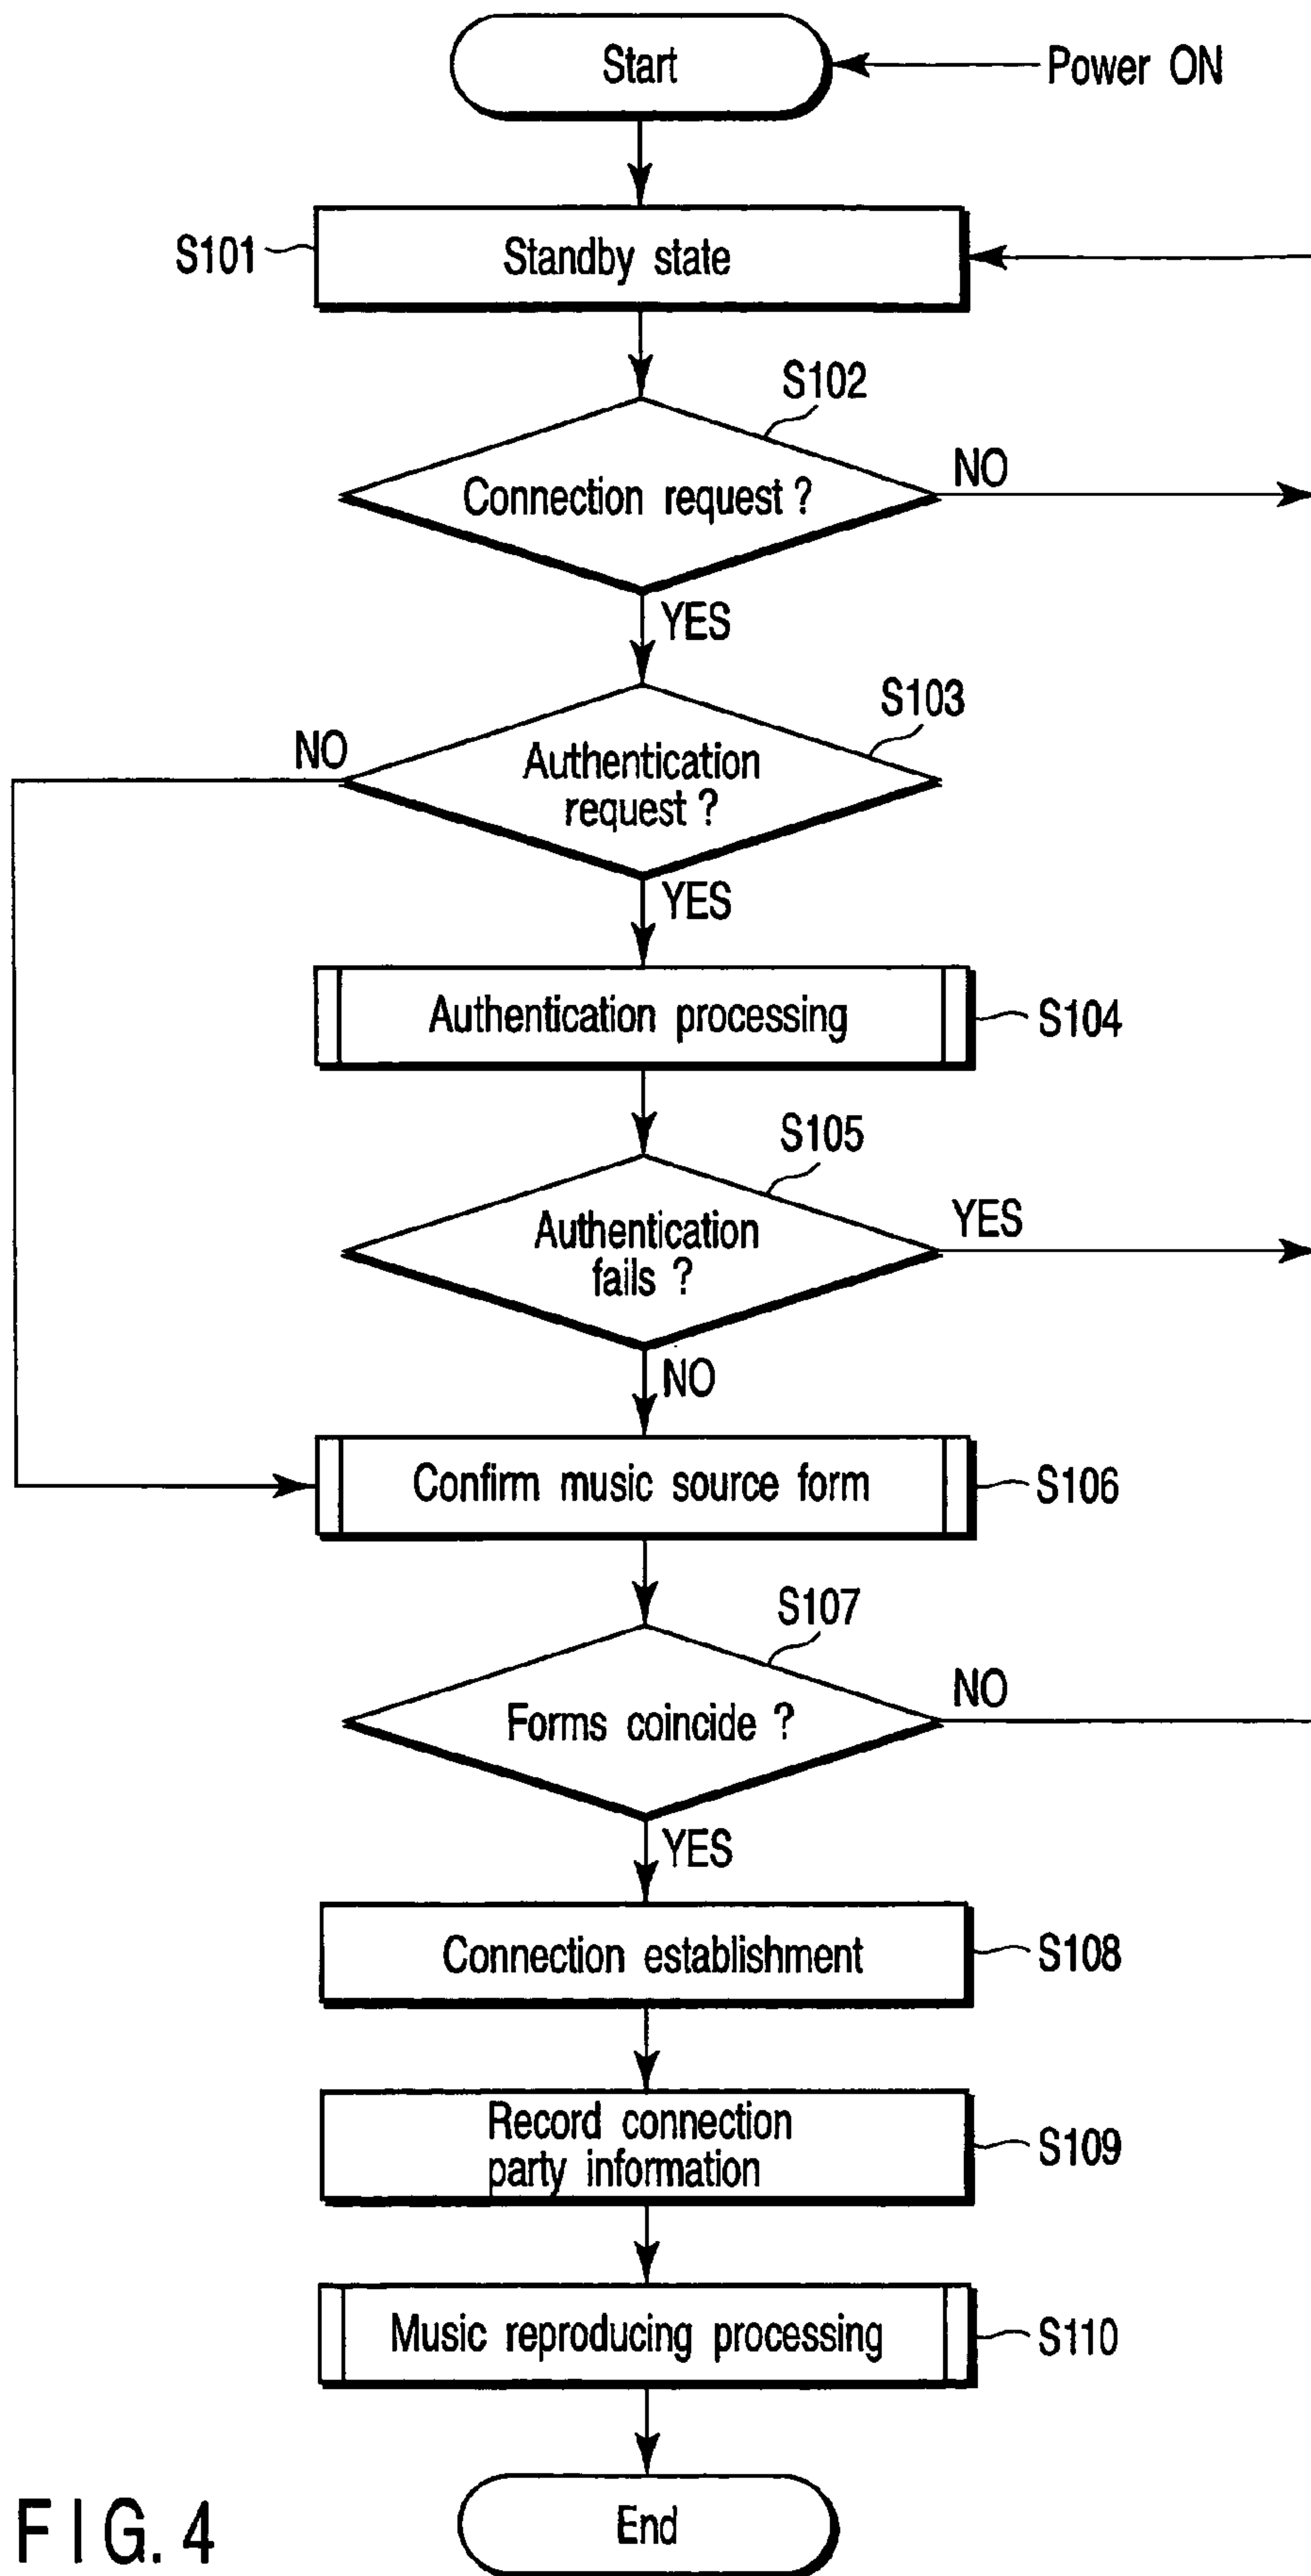 Start
Power ON
S101
Standby state
S102
Connection request ?
NO
YES
S103
NO
Authentication
request ?
YES
Authentication processing
S104
S105
Authentication
fails ?
YES
NO
Confirm music source form
S106
S107
Forms coincide ?
NO
YES
Connection establishment
S108
Record connection
party information
S109
Music reproducing processing
S110
End
FIG. 4